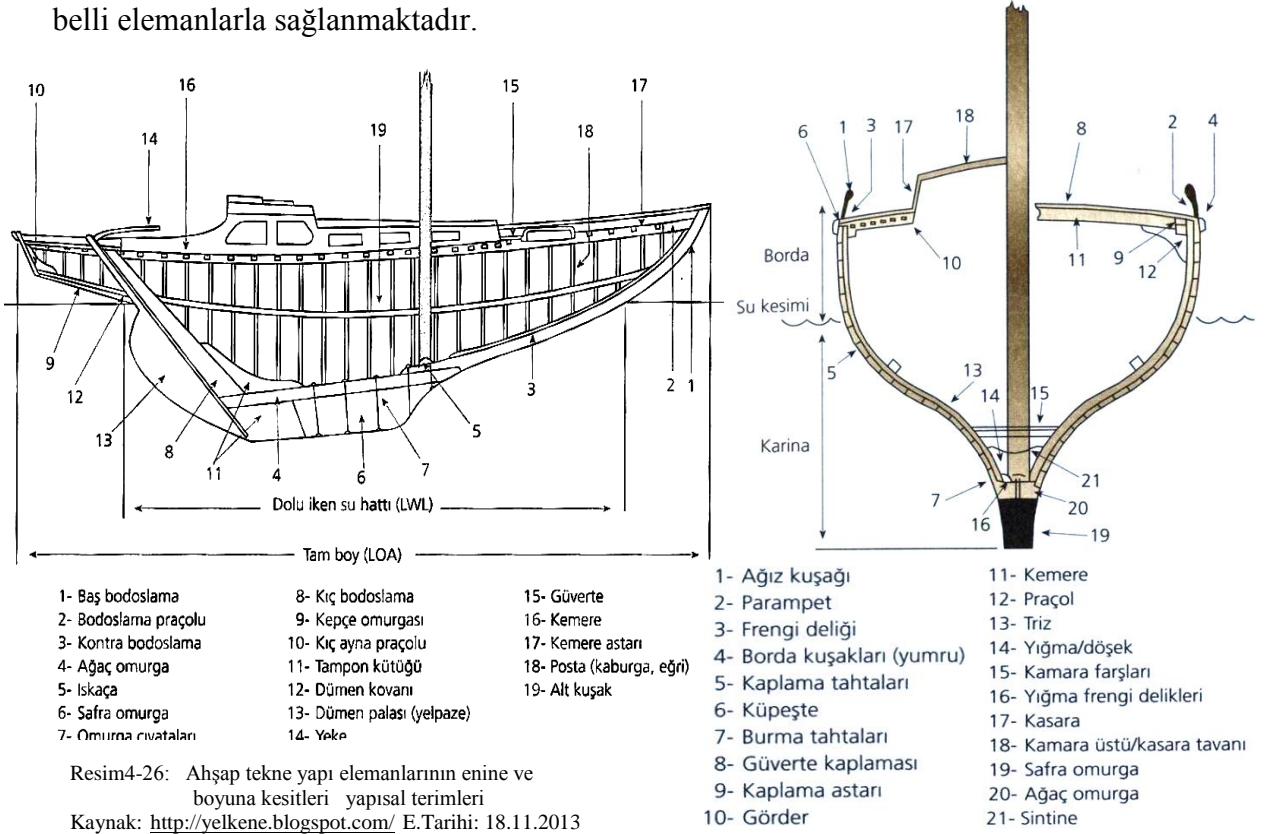 belli elemanlarla sağlanmaktadır.
10
16
14
19
15
17
18
9
12
13
8
11
4
6
7
5
3
2
1
Dolu iken su hattı (LWL)
Tam boy (LOA)
1- Baş bodoslama
2- Bodoslama praçolu
3- Kontra bodoslama
4- Ağaç omurga
5- Iskaça
6- Safra omurga
7- Omurga cıvataları
8- Kıç bodoslama
9- Kepçe omurgası
10- Kıç ayna praçolu
11- Tampon kütüğü
12- Dümen kovanı
13- Dümen palası (yelpaze)
14- Yeke
15- Güverte
16- Kemere
17- Kemere astarı
18- Posta (kaburga, eğri)
19- Alt kuşak
6
1
3
17
18
8
2
4
Borda
10
11
9
12
Su kesimi
5
13
14
15
Karina
7
16
21
20
19
1- Ağız kuşağı
2- Parampet
3- Frengi deliği
4- Borda kuşakları (yumru)
5- Kaplama tahtaları
6- Küpeşte
7- Burma tahtaları
8- Güverte kaplaması
9- Kaplama astarı
10- Görder
11- Kemere
12- Praçol
13- Triz
14- Yığma/döşek
15- Kamara farşları
16- Yığma frengi delikleri
17- Kasara
18- Kamara üstü/kasara tavanı
19- Safra omurga
20- Ağaç omurga
21- Sintine
Resim4-26: Ahşap tekne yapı elemanlarının enine ve
boyuna kesitleri yapısal terimleri
Kaynak: http://yelkene.blogspot.com/ E.Tarihi: 18.11.2013